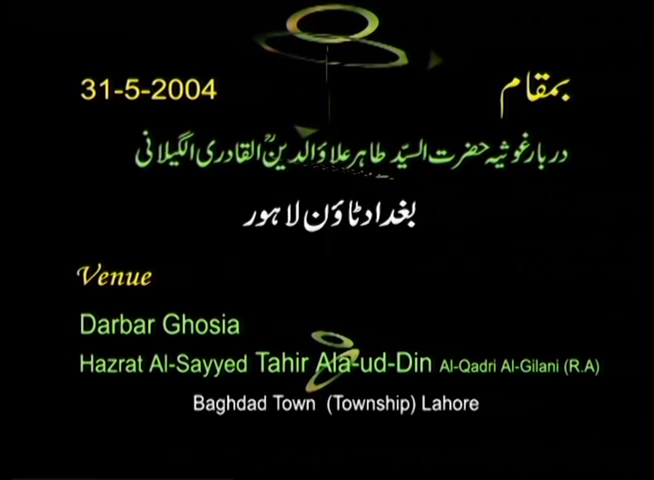 31-5-2004 بمقام
دربار غوثیہ حضرت السیّد طاہر علاؤالدینؒ القادری الگیلانی
بغداد ٹاؤن لاہور
Venue
Darbar Ghosia
Hazrat Al-Sayyed Tahir Ala-ud-Din Al-Qadri Al-Gilani (R.A)
Baghdad Town (Township) Lahore